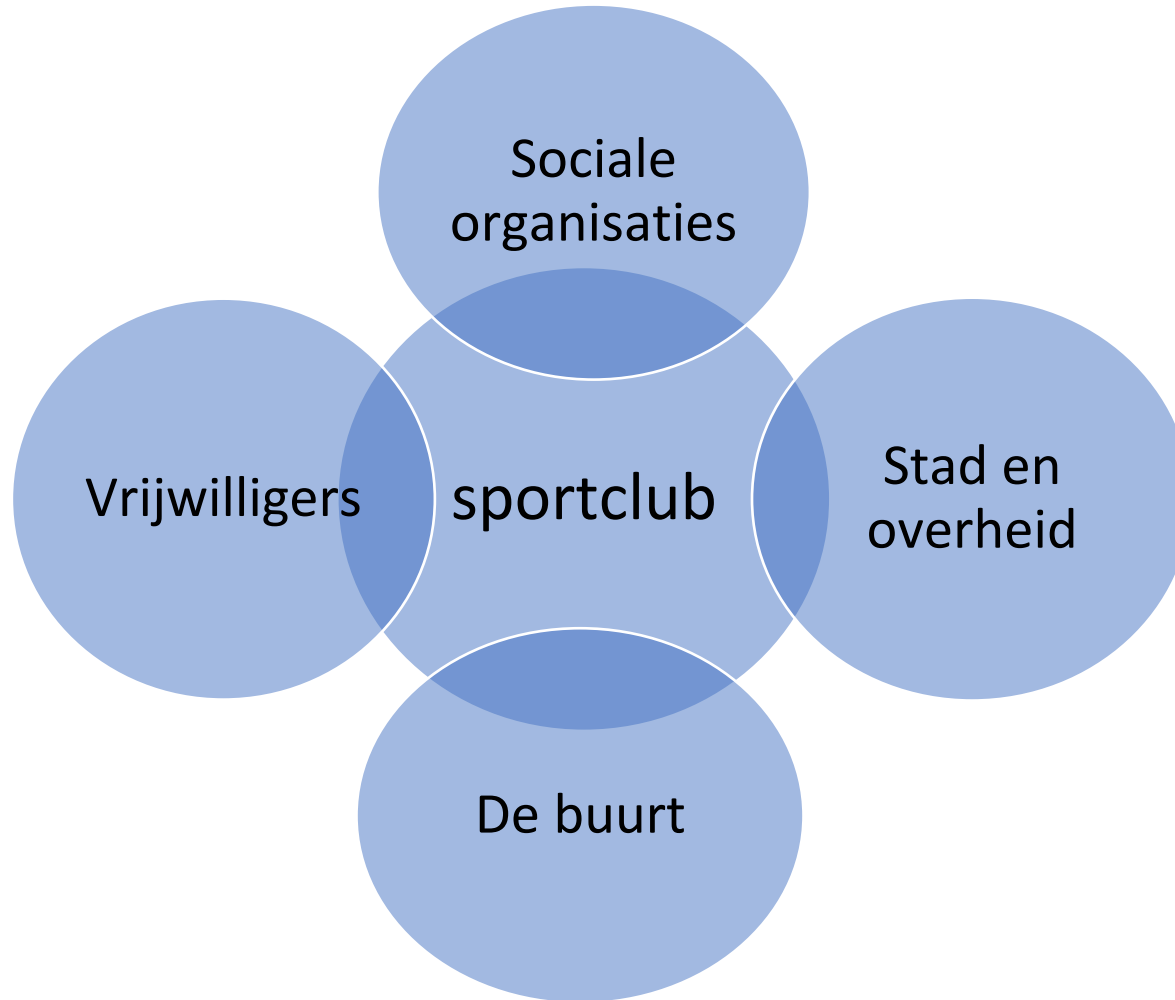 Sociale
organisaties
Vrijwilligers
sportclub
Stad en
overheid
De buurt